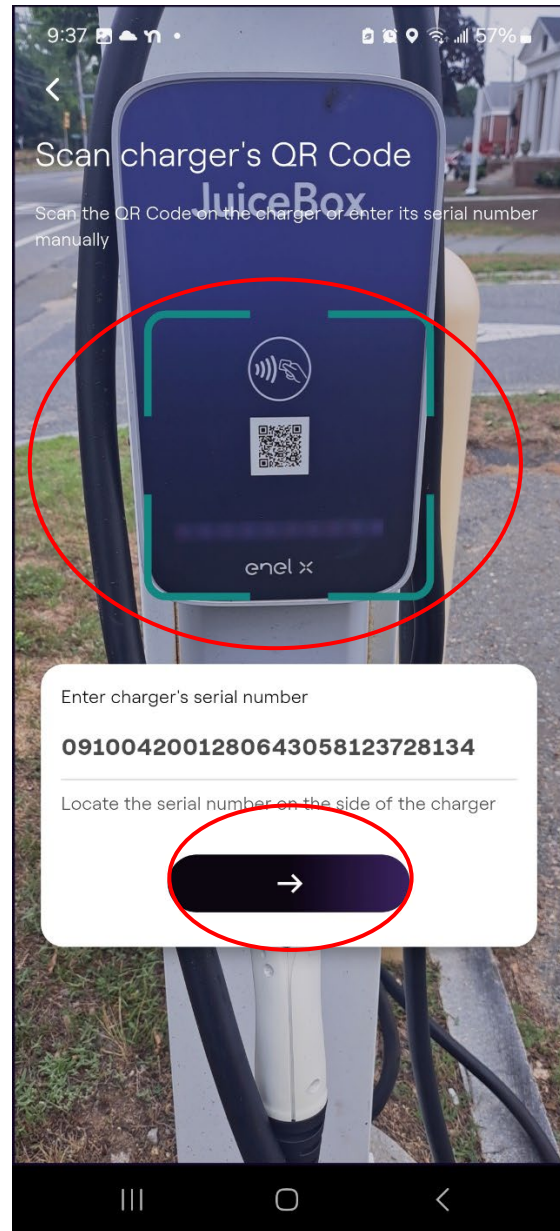 9:37 57%
Scan charger's QR Code
JuiceBox
Scan the QR Code on the charger or enter its serial number
manually
enel x
Enter charger's serial number
0910042001280643058123728134
Locate the serial number on the side of the charger